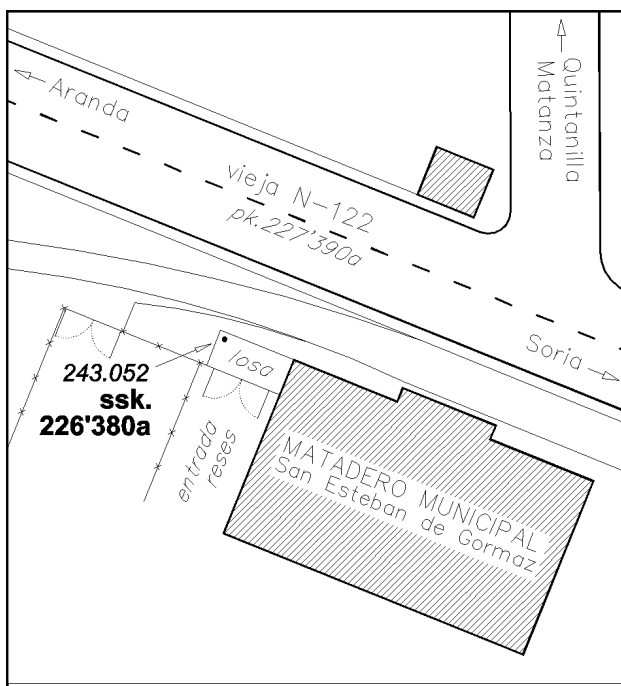 Aranda
Quintanilla
Matanza
vieja N-122
pk.227'390a
Soria
243.052
ssk.
226'380a
losa
entrada
reses
MATADERO MUNICIPAL
San Esteban de Gormaz